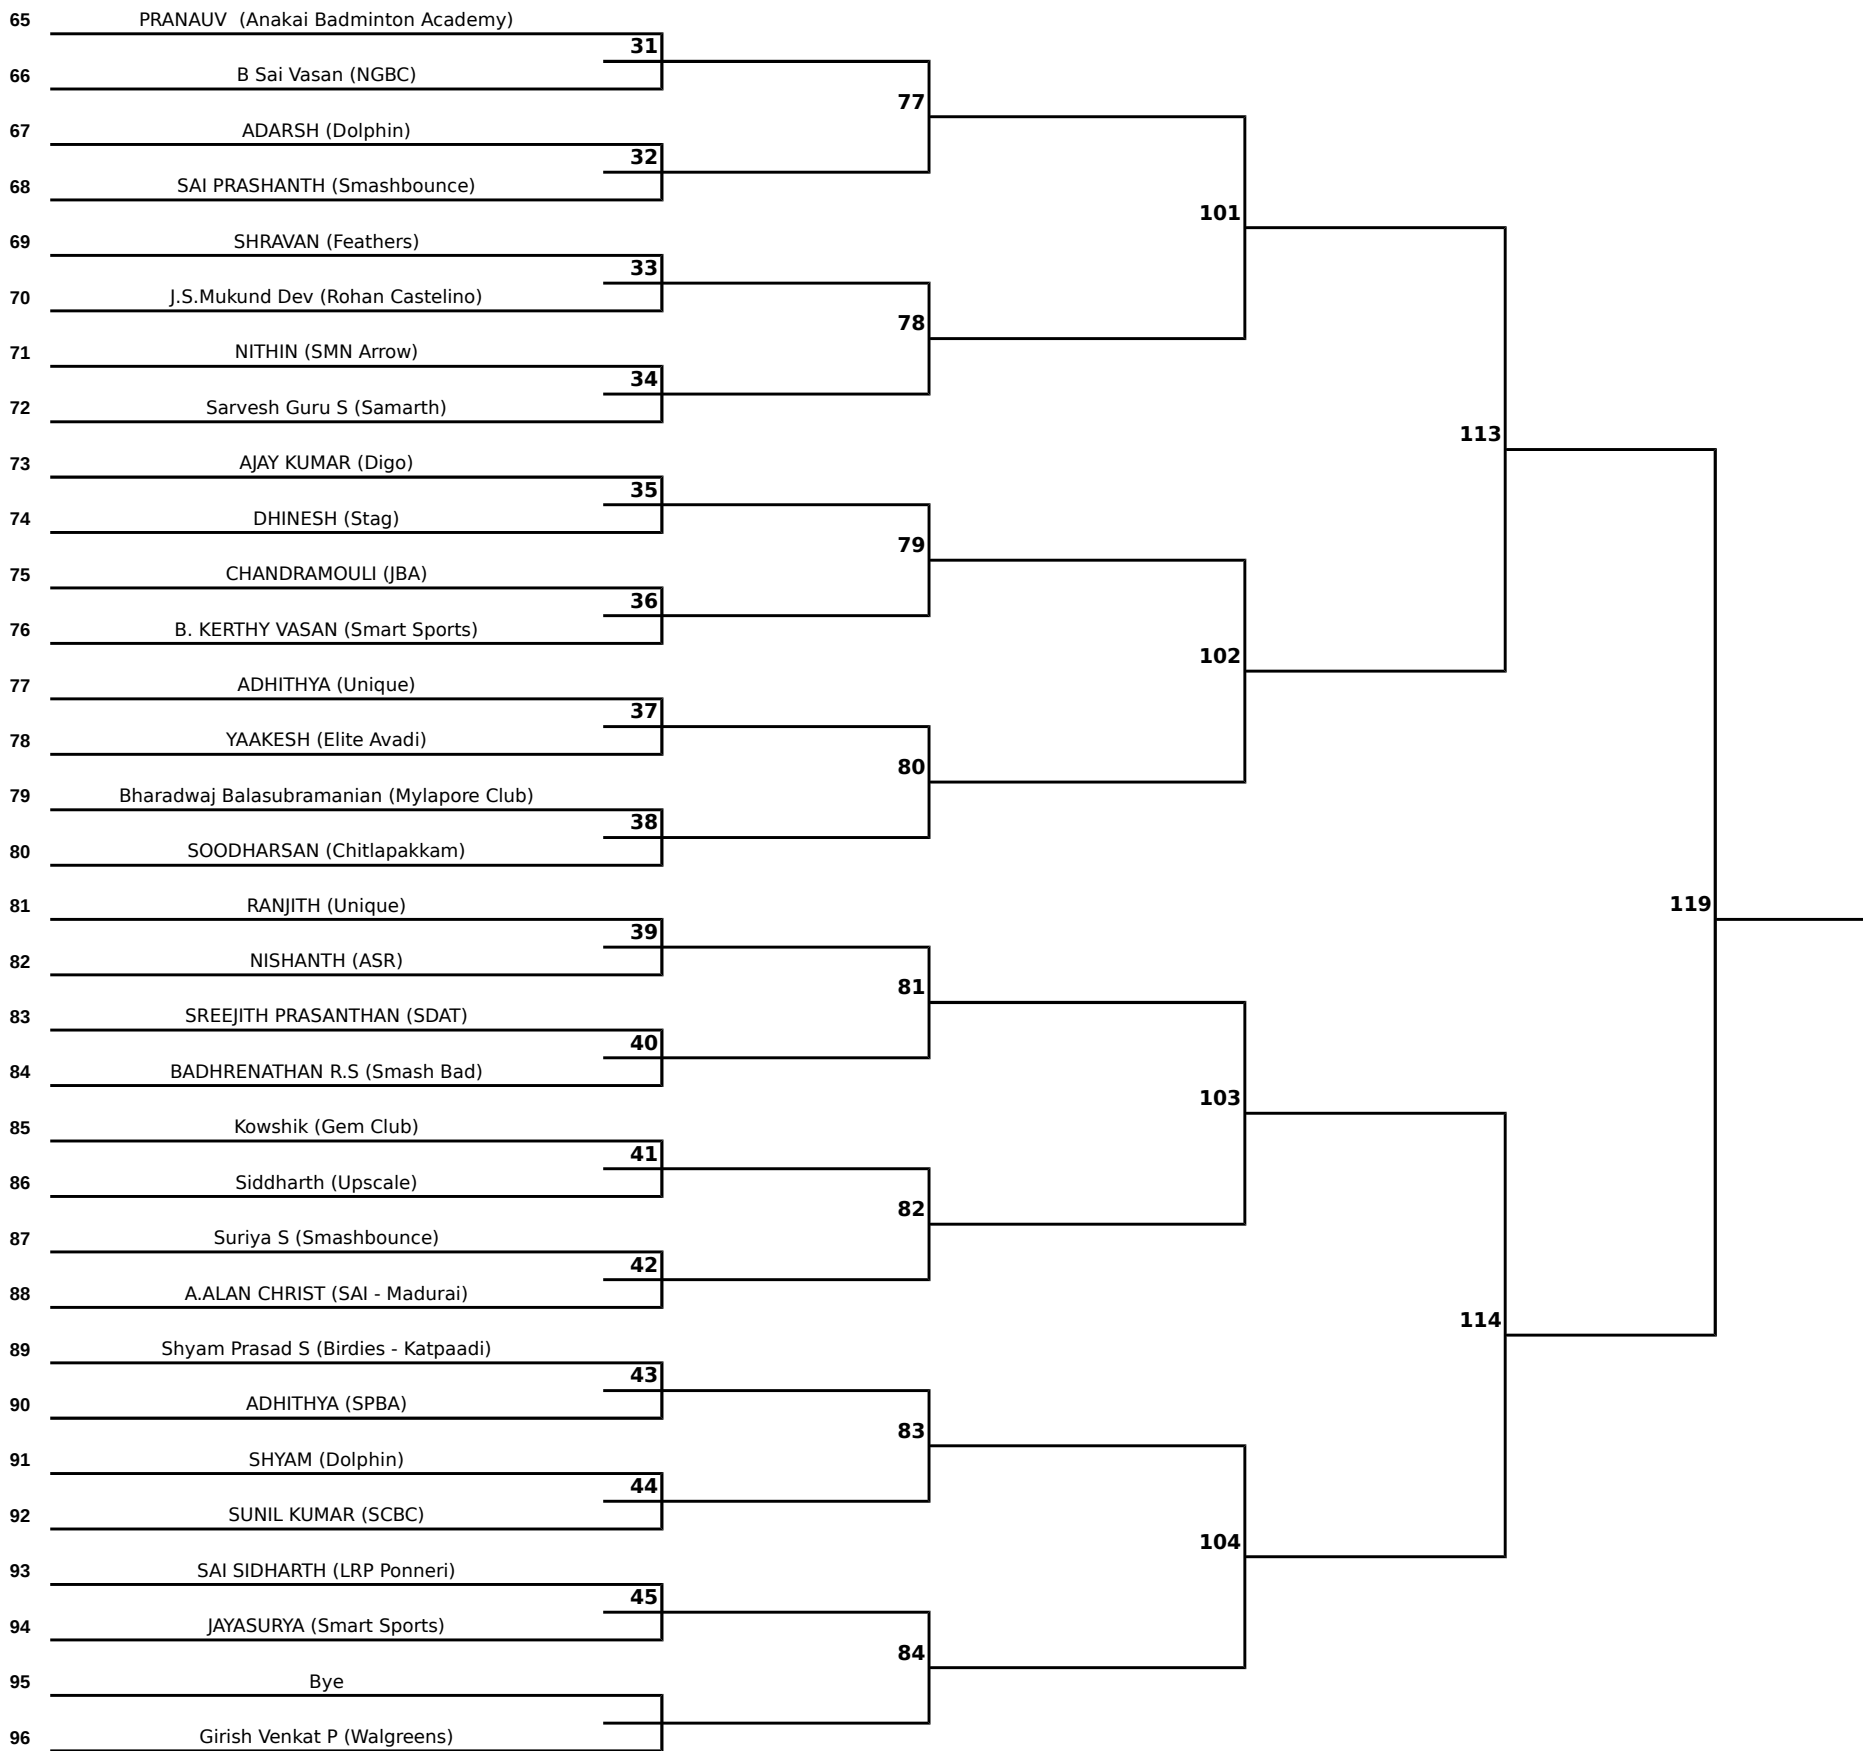 65 PRANAUV  (Anakai Badminton Academy)
31
66 B Sai Vasan (NGBC)
77
67 ADARSH (Dolphin)
32
68 SAI PRASHANTH (Smashbounce)
101
69 SHRAVAN (Feathers)
33
70 J.S.Mukund Dev (Rohan Castelino)
78
71 NITHIN (SMN Arrow)
34
72 Sarvesh Guru S (Samarth)
113
73 AJAY KUMAR (Digo)
35
74 DHINESH (Stag)
79
75 CHANDRAMOULI (JBA)
36
76 B. KERTHY VASAN (Smart Sports)
102
77 ADHITHYA (Unique)
37
78 YAAKESH (Elite Avadi)
80
79 Bharadwaj Balasubramanian (Mylapore Club)
38
80 SOODHARSAN (Chitlapakkam)
119
81 RANJITH (Unique)
39
82 NISHANTH (ASR)
81
83 SREEJITH PRASANTHAN (SDAT)
40
84 BADHRENATHAN R.S (Smash Bad)
103
85 Kowshik (Gem Club)
41
86 Siddharth (Upscale)
82
87 Suriya S (Smashbounce)
42
88 A.ALAN CHRIST (SAI - Madurai)
114
89 Shyam Prasad S (Birdies - Katpaadi)
43
90 ADHITHYA (SPBA)
83
91 SHYAM (Dolphin)
44
92 SUNIL KUMAR (SCBC)
104
93 SAI SIDHARTH (LRP Ponneri)
45
94 JAYASURYA (Smart Sports)
84
95 Bye
96 Girish Venkat P (Walgreens)